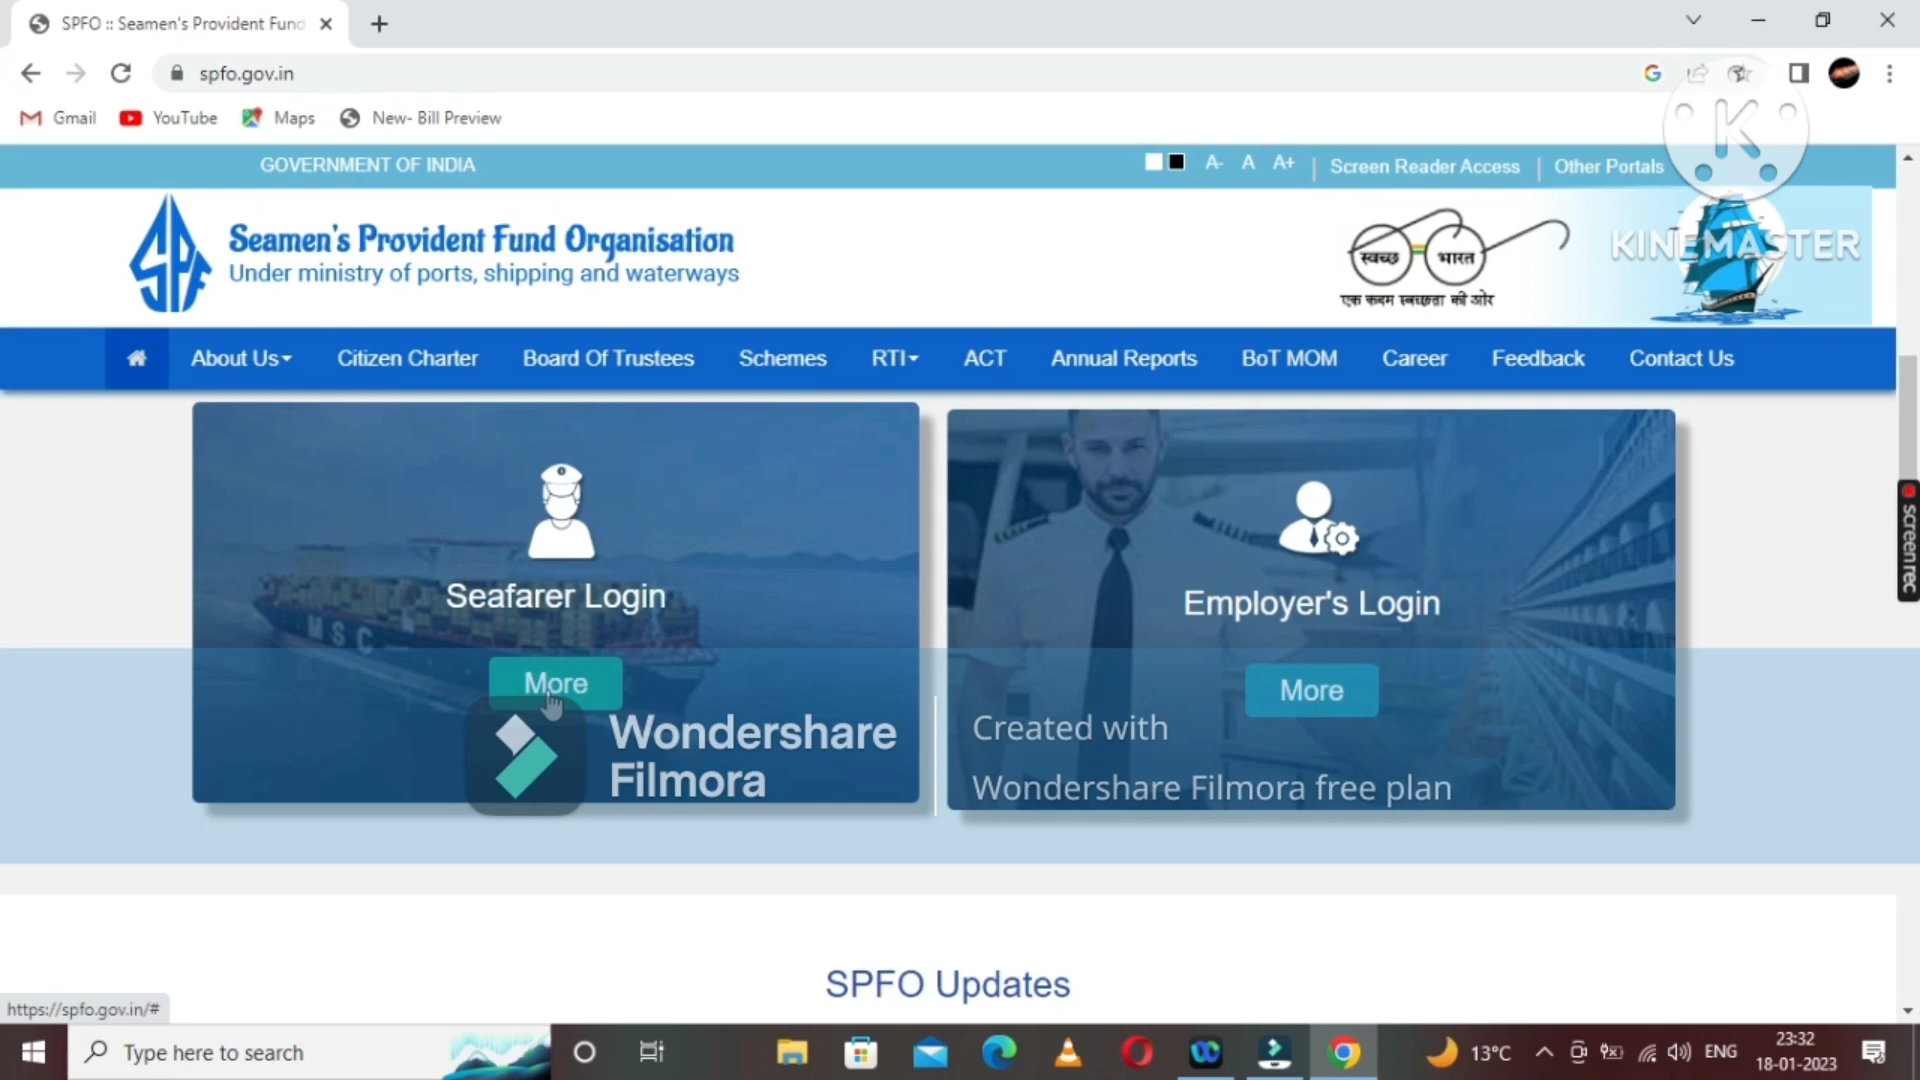 SPFO :: Seamen's Provident Fund
spfo.gov.in
Gmail YouTube Maps New- Bill Preview
GOVERNMENT OF INDIA A- A A+ | Screen Reader Access | Other Portals
SPF
Seamen's Provident Fund Organisation
Under ministry of ports, shipping and waterways
स्वच्छ भारत
एक कदम स्वच्छता की ओर
K
KINEMASTER
About Us Citizen Charter Board Of Trustees Schemes RTI ACT Annual Reports BoT MOM Career Feedback Contact Us
screen rec
MSC
Seafarer Login
More
Employer's Login
More
Wondershare
Filmora
Created with
Wondershare Filmora free plan
SPFO Updates
https://spfo.gov.in/#
Type here to search
13°C ENG
23:32
18-01-2023